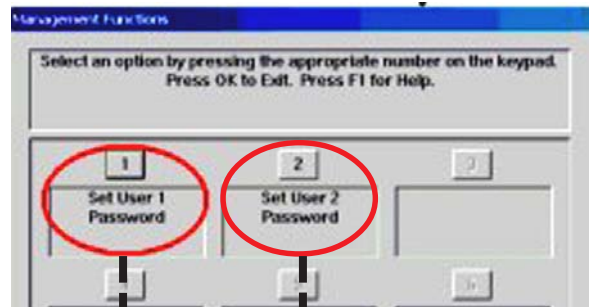 Management Functions
Select an option by pressing the appropriate number on the keypad.
Press OK to Exit. Press F1 for Help.
1 2 3
Set User 1 Set User 2
Password Password
6